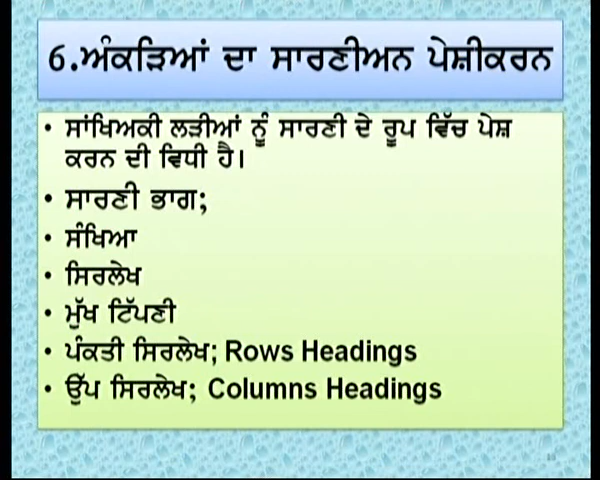 6.ਅੰਕੜਿਆਂ ਦਾ ਸਾਰਣੀਅਨ ਪੇਸ਼ੀਕਰਨ
• ਸਾਂਖਿਅਕੀ ਲੜੀਆਂ ਨੂੰ ਸਾਰਣੀ ਦੇ ਰੂਪ ਵਿੱਚ ਪੇਸ਼
ਕਰਨ ਦੀ ਵਿਧੀ ਹੈ।
• ਸਾਰਣੀ ਭਾਗ;
• ਸੰਖਿਆ
• ਸਿਰਲੇਖ
• ਮੁੱਖ ਟਿੱਪਣੀ
• ਪੰਕਤੀ ਸਿਰਲੇਖ; Rows Headings
• ਉੱਪ ਸਿਰਲੇਖ; Columns Headings